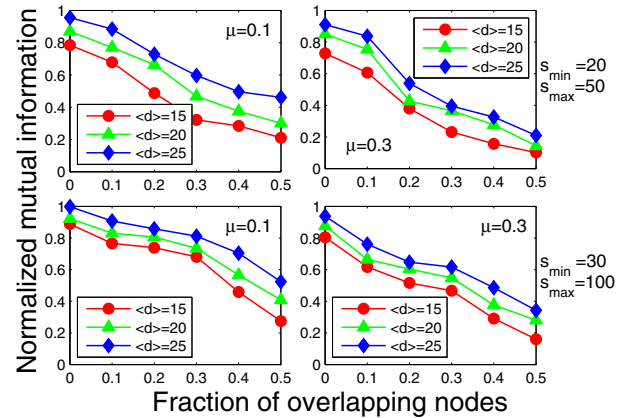 Normalized mutual information
1
0.8
0.6
0.4
0.2
0
μ=0.1
<d>=15
<d>=20
<d>=25
0 0.1 0.2 0.3 0.4 0.5
1
0.8
0.6
0.4
0.2
0
<d>=15
<d>=20
<d>=25
μ=0.3
0 0.1 0.2 0.3 0.4 0.5
s_min=20
s_max=50
1
0.8
0.6
0.4
0.2
0
μ=0.1
<d>=15
<d>=20
<d>=25
0 0.1 0.2 0.3 0.4 0.5
1
0.8
0.6
0.4
0.2
0
μ=0.3
<d>=15
<d>=20
<d>=25
0 0.1 0.2 0.3 0.4 0.5
s_min=30
s_max=100
Fraction of overlapping nodes